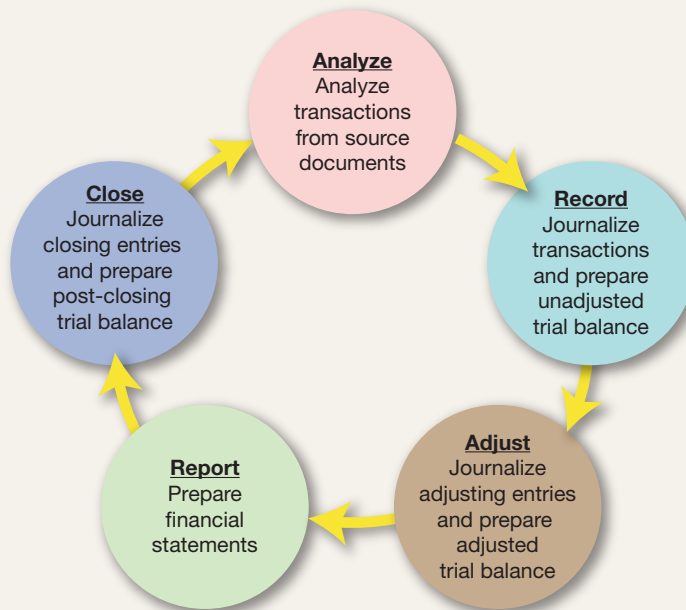 Analyze
Analyze
transactions
from source
documents
Record
Journalize
transactions
and prepare
unadjusted
trial balance
Adjust
Journalize
adjusting entries
and prepare
adjusted
trial balance
Report
Prepare
financial
statements
Close
Journalize
closing entries
and prepare
post-closing
trial balance